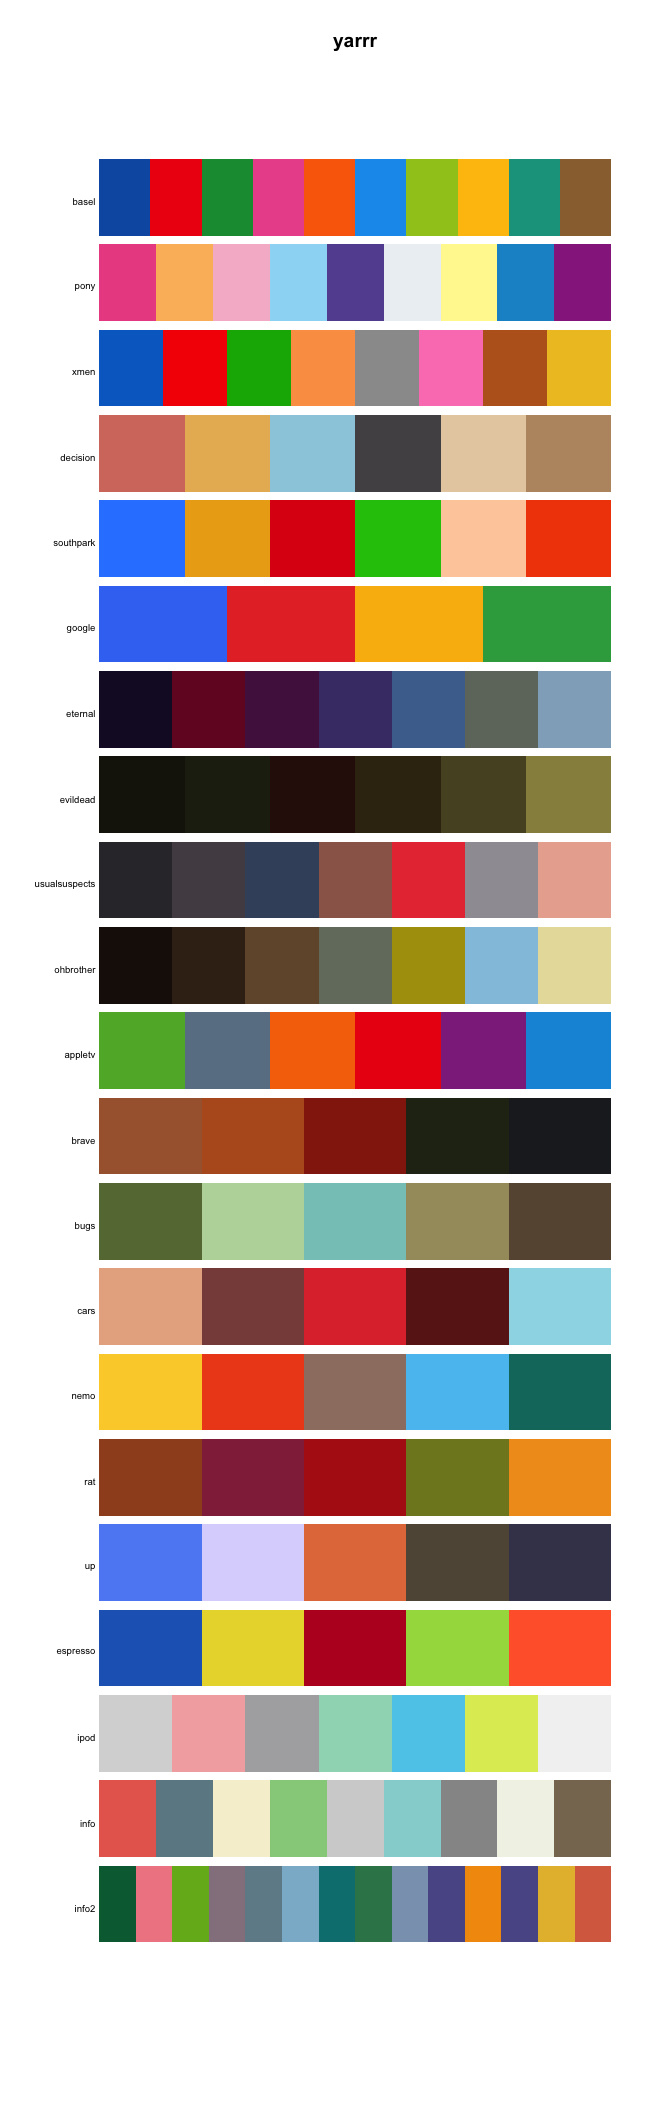 yarrr
basel
pony
xmen
decision
southpark
google
eternal
evildead
usualsuspects
ohbrother
appletv
brave
bugs
cars
nemo
rat
up
espresso
ipod
info
info2